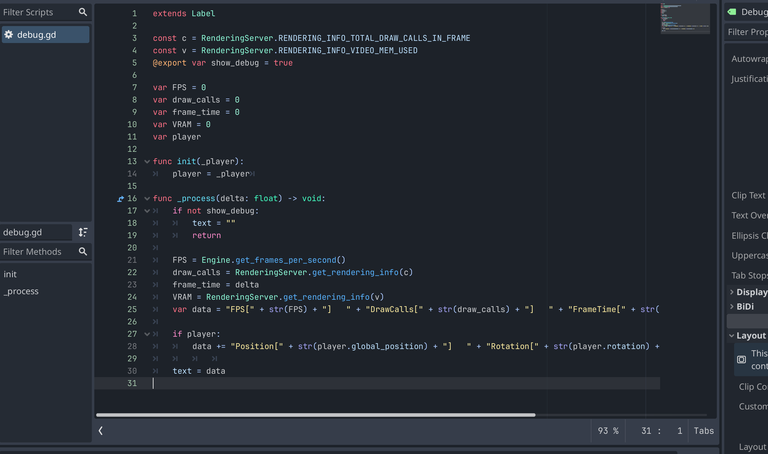 Filter Scripts
debug.gd
debug.gd
Filter Methods
init
_process
1 extends Label
2
3 const c = RenderingServer.RENDERING_INFO_TOTAL_DRAW_CALLS_IN_FRAME
4 const v = RenderingServer.RENDERING_INFO_VIDEO_MEM_USED
5 @export var show_debug = true
6
7 var FPS = 0
8 var draw_calls = 0
9 var frame_time = 0
10 var VRAM = 0
11 var player
12
13 func init(_player):
14 player = _player
15
16 func _process(delta: float) -> void:
17 if not show_debug:
18 text = ""
19 return
20
21 FPS = Engine.get_frames_per_second()
22 draw_calls = RenderingServer.get_rendering_info(c)
23 frame_time = delta
24 VRAM = RenderingServer.get_rendering_info(v)
25 var data = "FPS[" + str(FPS) + "]   " + "DrawCalls[" + str(draw_calls) + "]   " + "FrameTime[" + str(
26
27 if player:
28 data += "Position[" + str(player.global_position) + "]   " + "Rotation[" + str(player.rotation) +
29
30 text = data
31
93 % 31 : 1 Tabs
Debug
Filter Prop
Autowrap
Justificati
Clip Text
Text Over
Ellipsis C
Uppercas
Tab Stops
Display
BiDi
Layout
This
cont
Clip Co
Custom
Layout